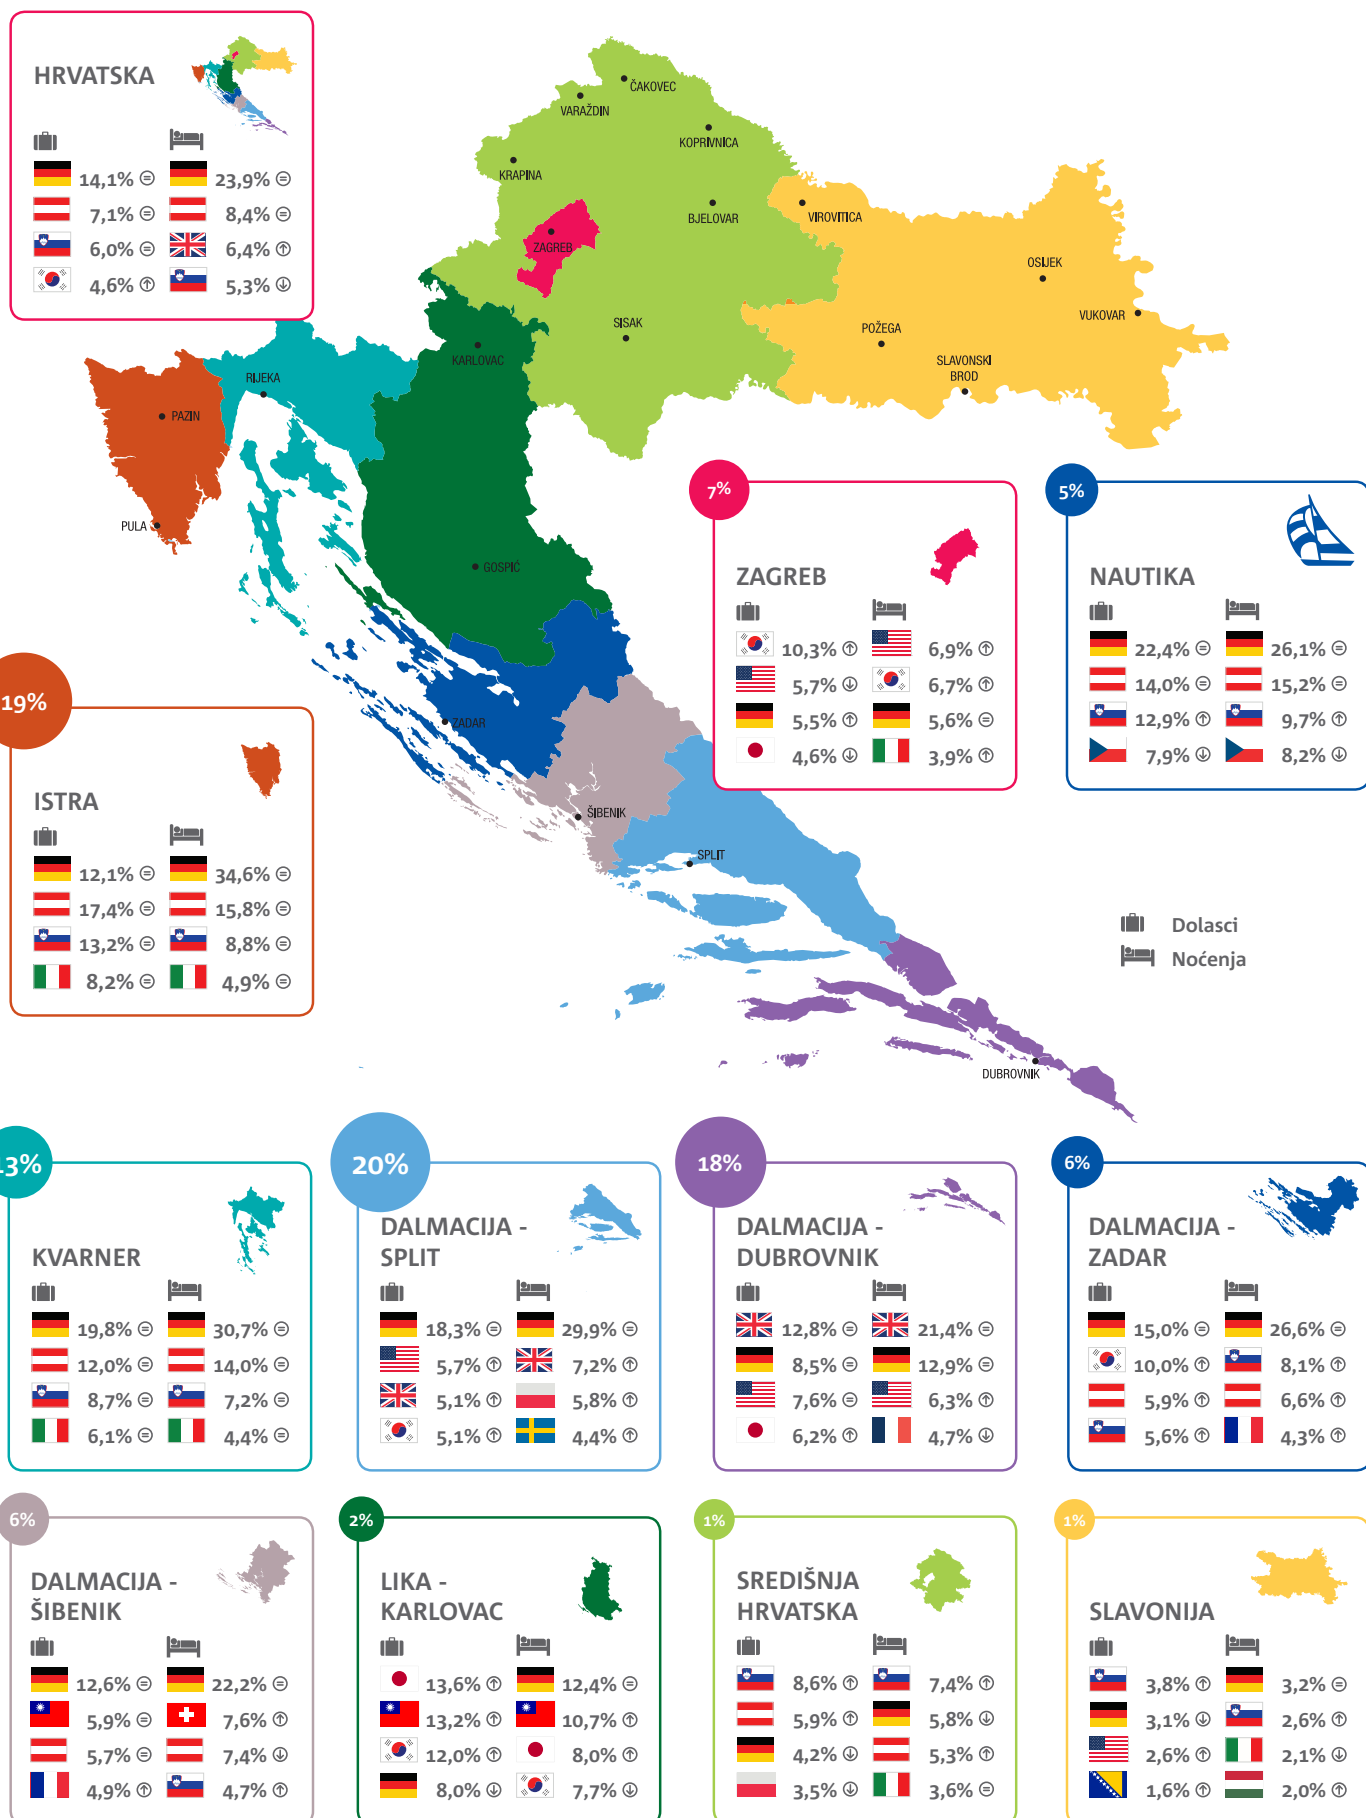 HRVATSKA
14,1% 23,9%
7,1% 8,4%
6,0% 6,4%
4,6% 5,3%
ČAKOVEC
VARAŽDIN
KOPRIVNICA
KRAPINA
BJELOVAR
VIROVITICA
ZAGREB
OSIJEK
SISAK
VUKOVAR
POŽEGA
KARLOVAC
SLAVONSKI
BROD
RIJEKA
PAZIN
PULA
GOSPIĆ
ZADAR
ŠIBENIK
SPLIT
DUBROVNIK
7%
ZAGREB
10,3% 6,9%
5,7% 6,7%
5,5% 5,6%
4,6% 3,9%
5%
NAUTIKA
22,4% 26,1%
14,0% 15,2%
12,9% 9,7%
7,9% 8,2%
19%
ISTRA
12,1% 34,6%
17,4% 15,8%
13,2% 8,8%
8,2% 4,9%
Dolasci
Noćenja
13%
KVARNER
19,8% 30,7%
12,0% 14,0%
8,7% 7,2%
6,1% 4,4%
20%
DALMACIJA -
SPLIT
18,3% 29,9%
5,7% 7,2%
5,1% 5,8%
5,1% 4,4%
18%
DALMACIJA -
DUBROVNIK
12,8% 21,4%
8,5% 12,9%
7,6% 6,3%
6,2% 4,7%
6%
DALMACIJA -
ZADAR
15,0% 26,6%
10,0% 8,1%
5,9% 6,6%
5,6% 4,3%
6%
DALMACIJA -
ŠIBENIK
12,6% 22,2%
5,9% 7,6%
5,7% 7,4%
4,9% 4,7%
2%
LIKA -
KARLOVAC
13,6% 12,4%
13,2% 10,7%
12,0% 8,0%
8,0% 7,7%
1%
SREDIŠNJA
HRVATSKA
8,6% 7,4%
5,9% 5,8%
4,2% 5,3%
3,5% 3,6%
1%
SLAVONIJA
3,8% 3,2%
3,1% 2,6%
2,6% 2,1%
1,6% 2,0%